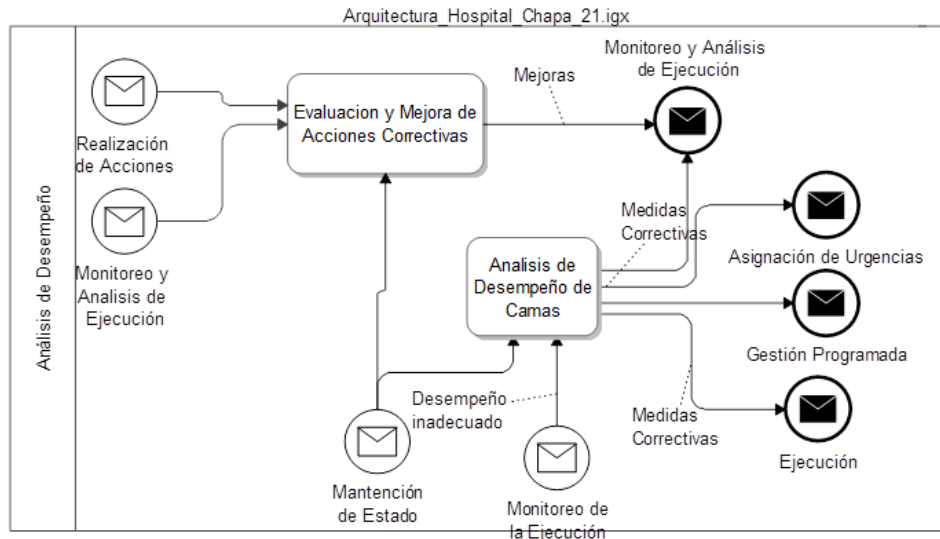 Arquitectura_Hospital_Chapa_21.igx
Análisis de Desempeño
Realización
de Acciones
Monitoreo y
Analisis de
Ejecución
Evaluacion y Mejora de
Acciones Correctivas
Mejoras
Monitoreo y Análisis
de Ejecución
Medidas
Correctivas
Asignación de Urgencias
Analisis de
Desempeño de
Camas
Gestión Programada
Desempeño
inadecuado
Medidas
Correctivas
Ejecución
Mantención
de Estado
Monitoreo de
la Ejecución